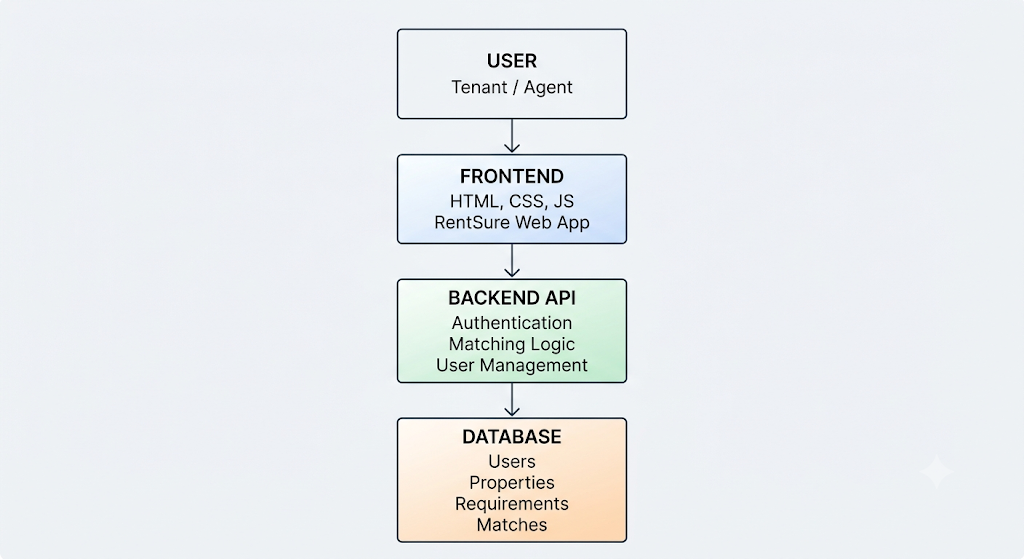 USER
Tenant / Agent
FRONTEND
HTML, CSS, JS
RentSure Web App
BACKEND API
Authentication
Matching Logic
User Management
DATABASE
Users
Properties
Requirements
Matches